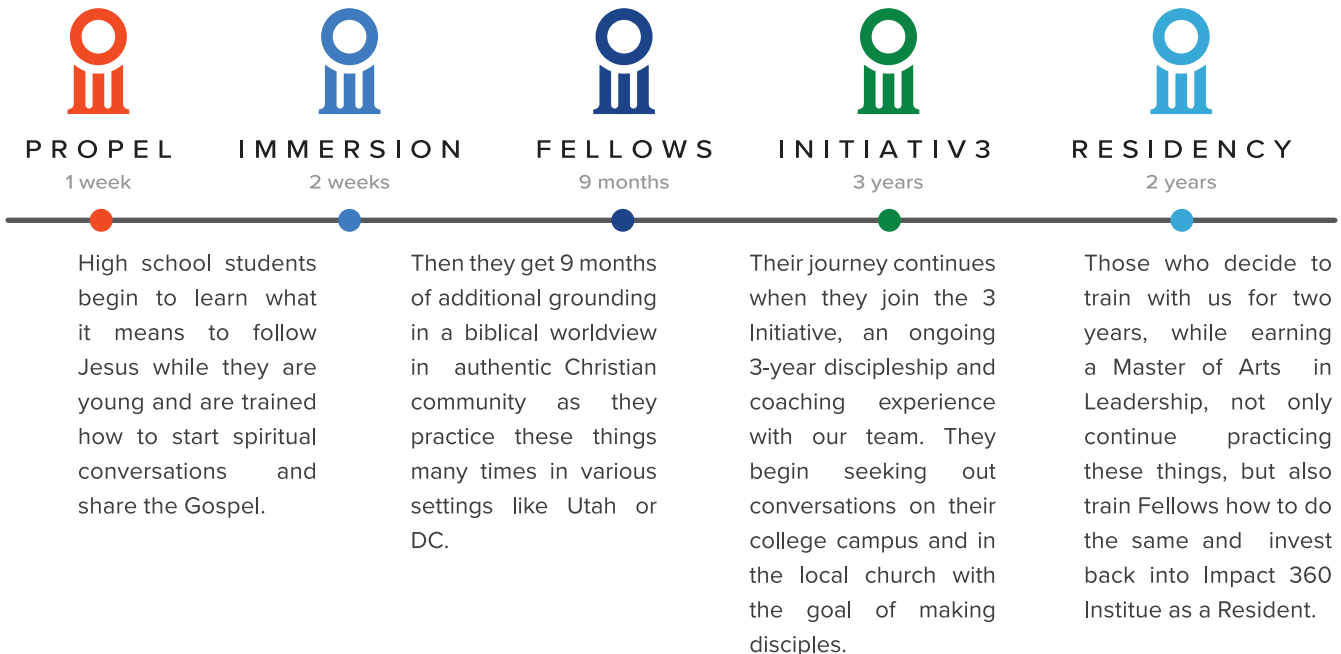 PROPEL
1 week
IMMERSION
2 weeks
FELLOWS
9 months
INITIATIV3
3 years
RESIDENCY
2 years
High school students
begin to learn what
it means to follow
Jesus while they are
young and are trained
how to start spiritual
conversations and
share the Gospel.
Then they get 9 months
of additional grounding
in a biblical worldview
in authentic Christian
community as they
practice these things
many times in various
settings like Utah or
DC.
Their journey continues
when they join the 3
Initiative, an ongoing
3-year discipleship and
coaching experience
with our team. They
begin seeking out
conversations on their
college campus and in
the local church with
the goal of making
disciples.
Those who decide to
train with us for two
years, while earning
a Master of Arts in
Leadership, not only
continue practicing
these things, but also
train Fellows how to do
the same and invest
back into Impact 360
Institue as a Resident.